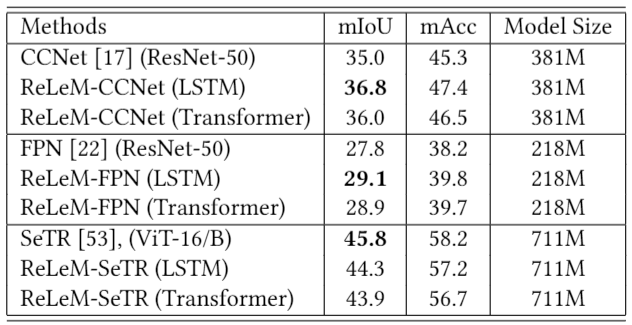 Methods mIoU mAcc Model Size
CCNet [17] (ResNet-50) 35.0 45.3 381M
ReLeM-CCNet (LSTM) 36.8 47.4 381M
ReLeM-CCNet (Transformer) 36.0 46.5 381M
FPN [22] (ResNet-50) 27.8 38.2 218M
ReLeM-FPN (LSTM) 29.1 39.8 218M
ReLeM-FPN (Transformer) 28.9 39.7 218M
SeTR [53], (ViT-16/B) 45.8 58.2 711M
ReLeM-SeTR (LSTM) 44.3 57.2 711M
ReLeM-SeTR (Transformer) 43.9 56.7 711M